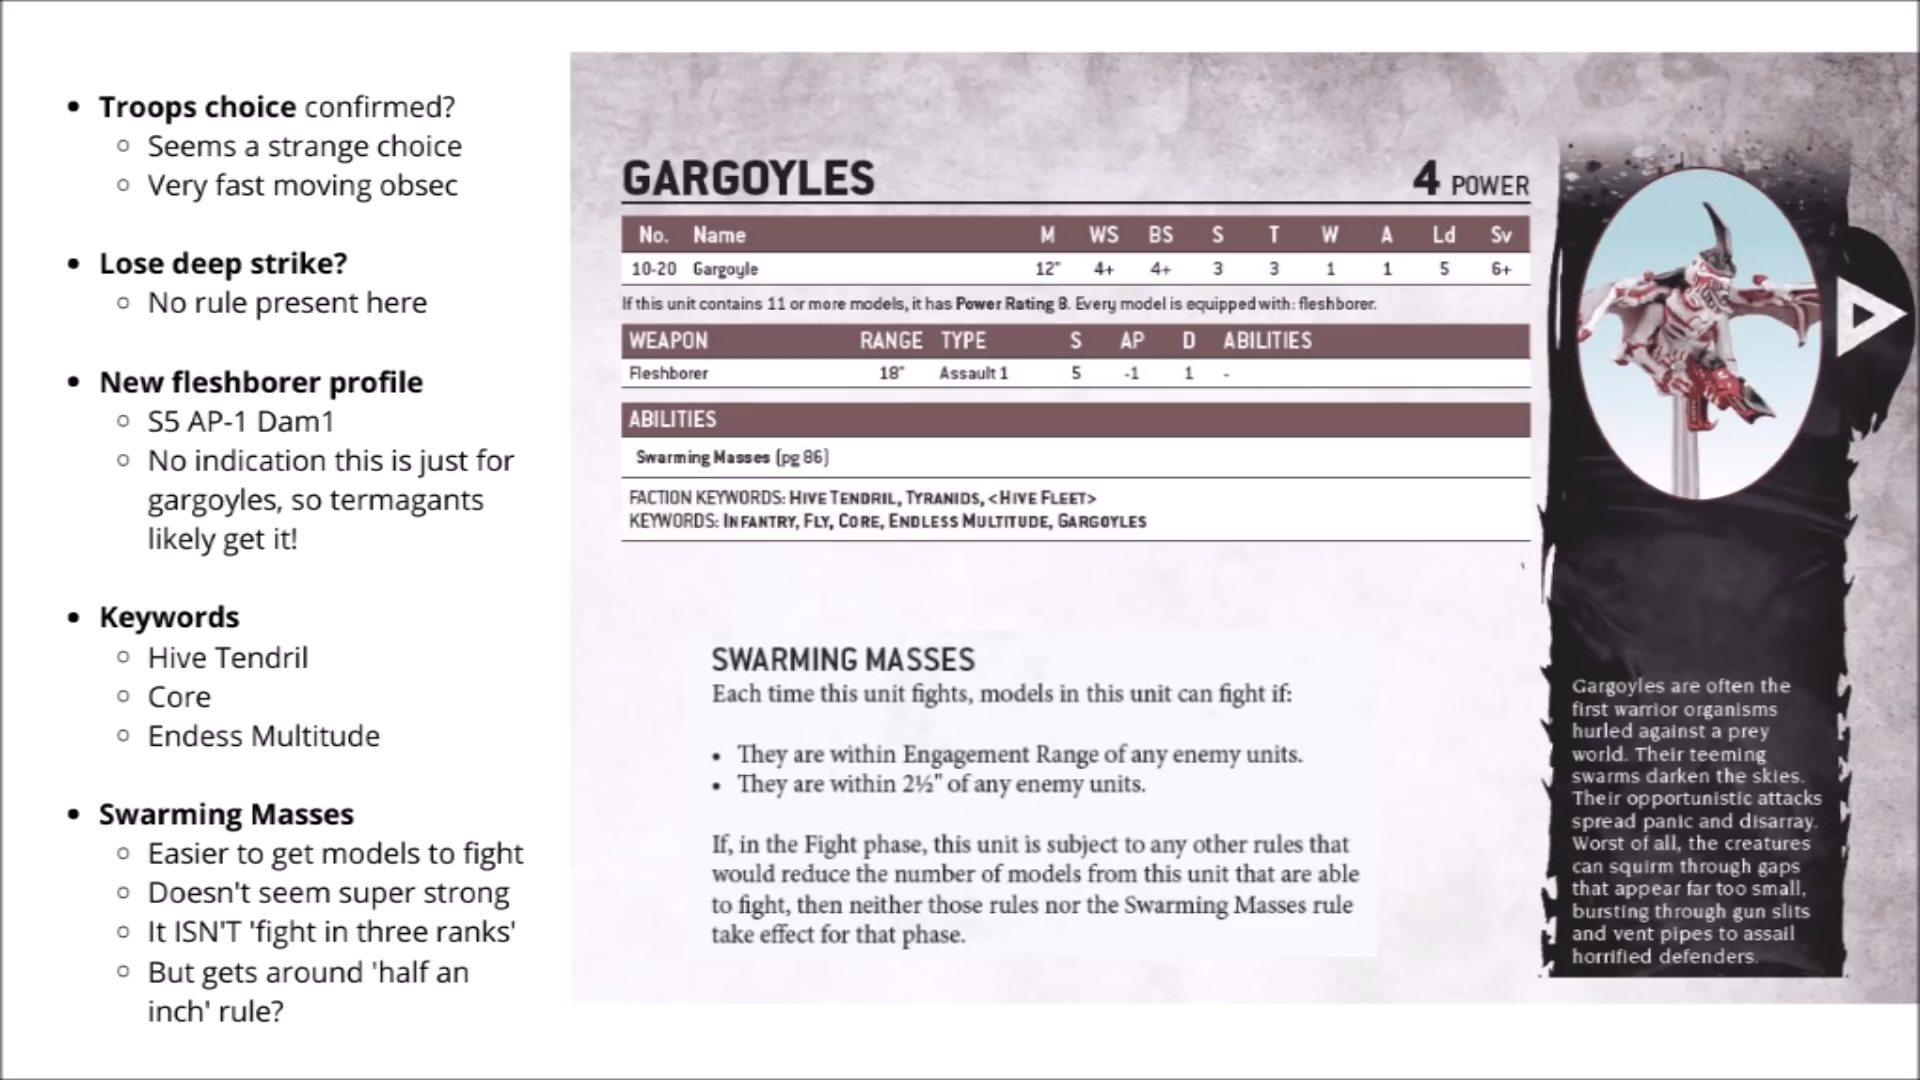 • Troops choice confirmed?
○ Seems a strange choice
○ Very fast moving obsec
• Lose deep strike?
○ No rule present here
• New fleshborer profile
○ S5 AP-1 Dam1
○ No indication this is just for
gargoyles, so termagants
likely get it!
• Keywords
○ Hive Tendril
○ Core
○ Endess Multitude
• Swarming Masses
○ Easier to get models to fight
○ Doesn't seem super strong
○ It ISN'T 'fight in three ranks'
○ But gets around 'half an
inch' rule?
GARGOYLES 4 POWER
No. Name M WS BS S T W A Ld Sv
10-20 Gargoyle 12" 4+ 4+ 3 3 1 1 5 6+
If this unit contains 11 or more models, it has Power Rating 8. Every model is equipped with: fleshborer.
WEAPON RANGE TYPE S AP D ABILITIES
Fleshborer 18" Assault 1 5 -1 1 -
ABILITIES
Swarming Masses (pg 86)
FACTION KEYWORDS: HIVE TENDRIL, TYRANIDS, <HIVE FLEET>
KEYWORDS: INFANTRY, FLY, CORE, ENDLESS MULTITUDE, GARGOYLES
SWARMING MASSES
Each time this unit fights, models in this unit can fight if:
• They are within Engagement Range of any enemy units.
• They are within 2½" of any enemy units.
If, in the Fight phase, this unit is subject to any other rules that
would reduce the number of models from this unit that are able
to fight, then neither those rules nor the Swarming Masses rule
take effect for that phase.
Gargoyles are often the
first warrior organisms
hurled against a prey
world. Their teeming
swarms darken the skies.
Their opportunistic attacks
spread panic and disarray.
Worst of all, the creatures
can squirm through gaps
that appear far too small,
bursting through gun slits
and vent pipes to assail
horrified defenders.